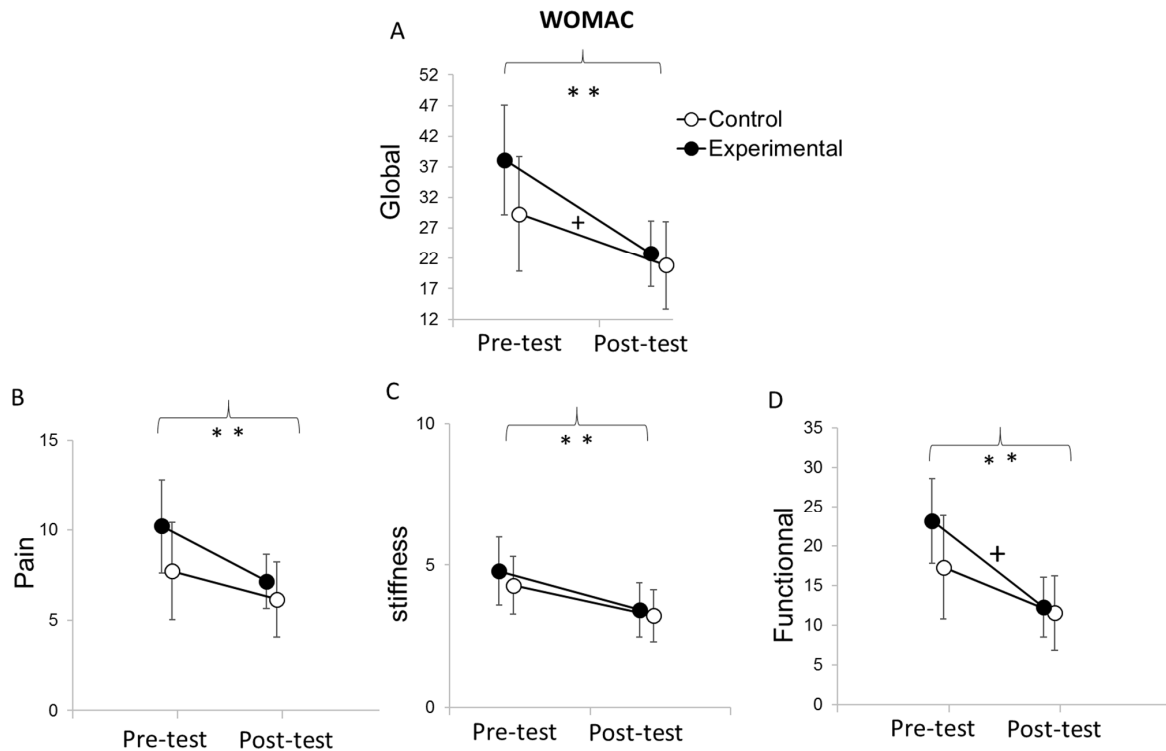 WOMAC
A
* *
52
47
42
37
32
27
22
17
12
Global
+
Control
Experimental
Pre-test Post-test
B
* *
15
10
5
0
Pain
Pre-test Post-test
C
* *
10
5
0
stiffness
Pre-test Post-test
D
* *
35
30
25
20
15
10
5
0
Functionnal
+
Pre-test Post-test